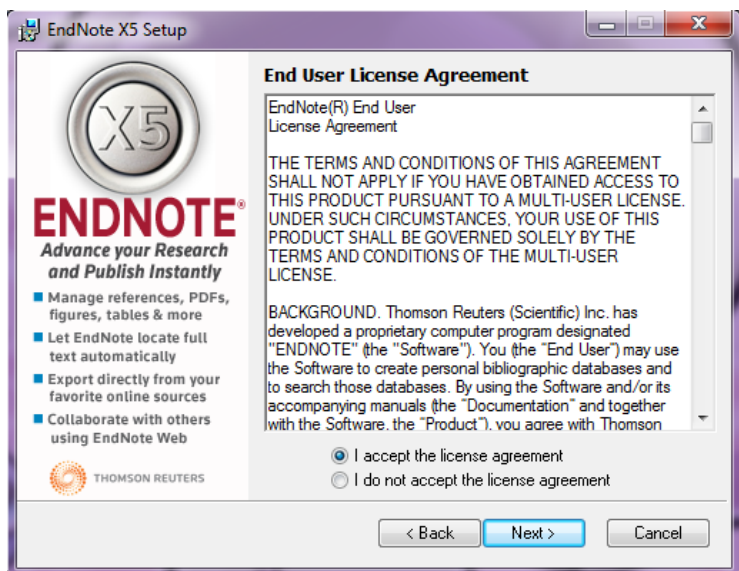 EndNote X5 Setup
X5
ENDNOTE®
Advance your Research
and Publish Instantly
Manage references, PDFs,
figures, tables & more
Let EndNote locate full
text automatically
Export directly from your
favorite online sources
Collaborate with others
using EndNote Web
THOMSON REUTERS
End User License Agreement
EndNote(R) End User
License Agreement
THE TERMS AND CONDITIONS OF THIS AGREEMENT
SHALL NOT APPLY IF YOU HAVE OBTAINED ACCESS TO
THIS PRODUCT PURSUANT TO A MULTI-USER LICENSE.
UNDER SUCH CIRCUMSTANCES, YOUR USE OF THIS
PRODUCT SHALL BE GOVERNED SOLELY BY THE
TERMS AND CONDITIONS OF THE MULTI-USER
LICENSE.
BACKGROUND. Thomson Reuters (Scientific) Inc. has
developed a proprietary computer program designated
"ENDNOTE" (the "Software"). You (the "End User") may use
the Software to create personal bibliographic databases and
to search those databases. By using the Software and/or its
accompanying manuals (the "Documentation" and together
with the Software, the "Product"), you agree with Thomson
I accept the license agreement
I do not accept the license agreement
< Back
Next >
Cancel